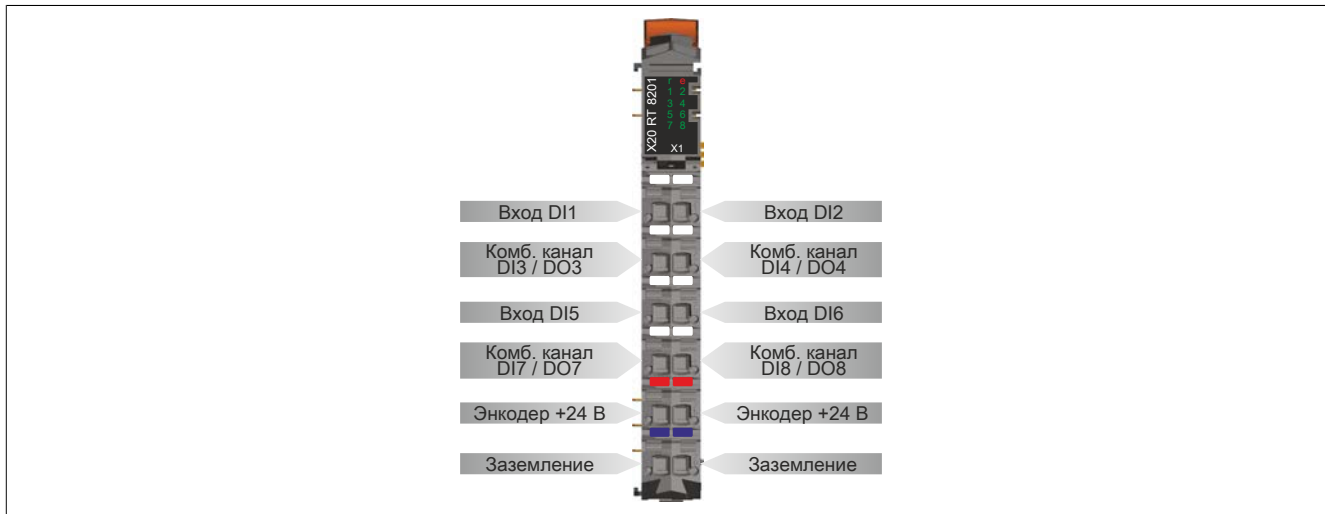 X20 RT 8201
r e
1 2
3 4
5 6
7 8
X1
Вход DI1
Вход DI2
Комб. канал
DI3 / DO3
Комб. канал
DI4 / DO4
Вход DI5
Вход DI6
Комб. канал
DI7 / DO7
Комб. канал
DI8 / DO8
Энкодер +24 В
Энкодер +24 В
Заземление
Заземление